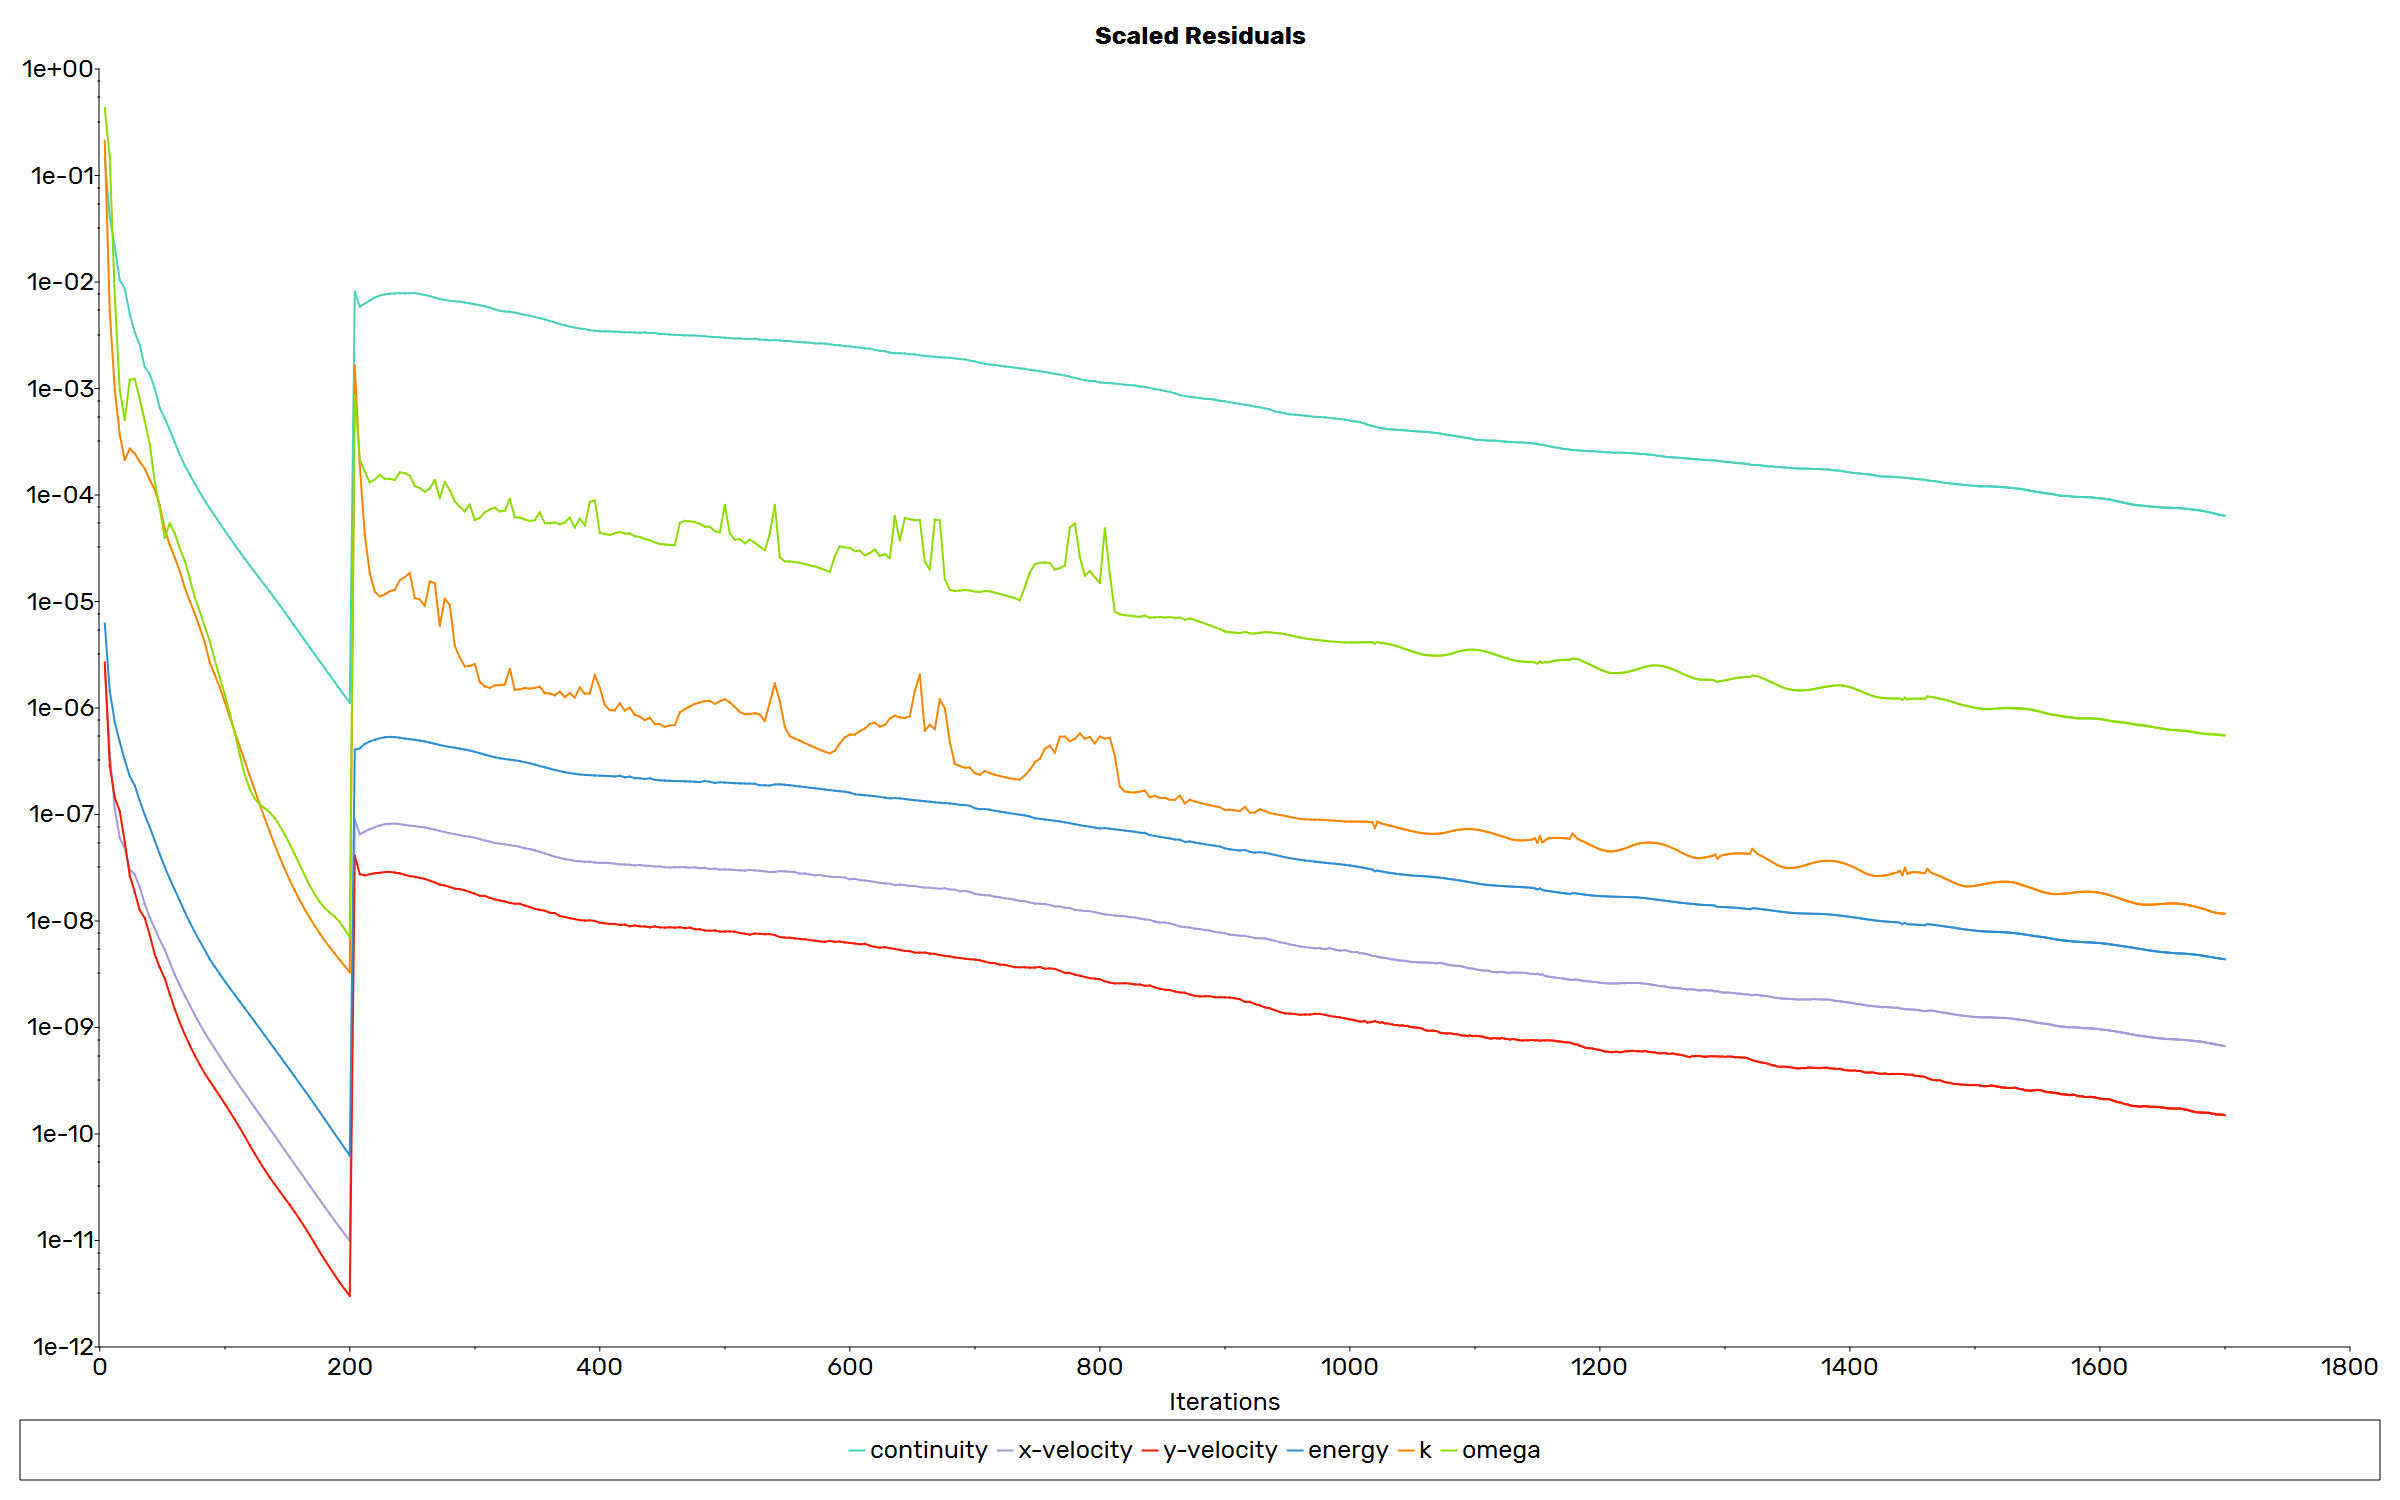 Scaled Residuals
1e+00
1e-01
1e-02
1e-03
1e-04
1e-05
1e-06
1e-07
1e-08
1e-09
1e-10
1e-11
1e-12
0 200 400 600 800 1000 1200 1400 1600 1800
Iterations
continuity x-velocity y-velocity energy k omega